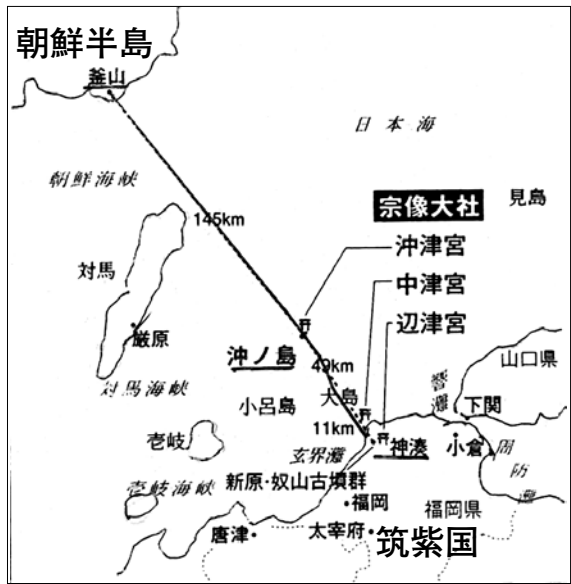 朝鮮半島
釜山
日本海
朝鮮海峡
宗像大社
見島
145km
沖津宮
対馬
中津宮
辺津宮
厳原
沖ノ島
49km
山口県
響灘
対馬海峡
小呂島
大島
下関
11km
壱岐
玄界灘
神湊
小倉
周防灘
壱岐海峡
新原・奴山古墳群
福岡
福岡県
唐津
太宰府
筑紫国